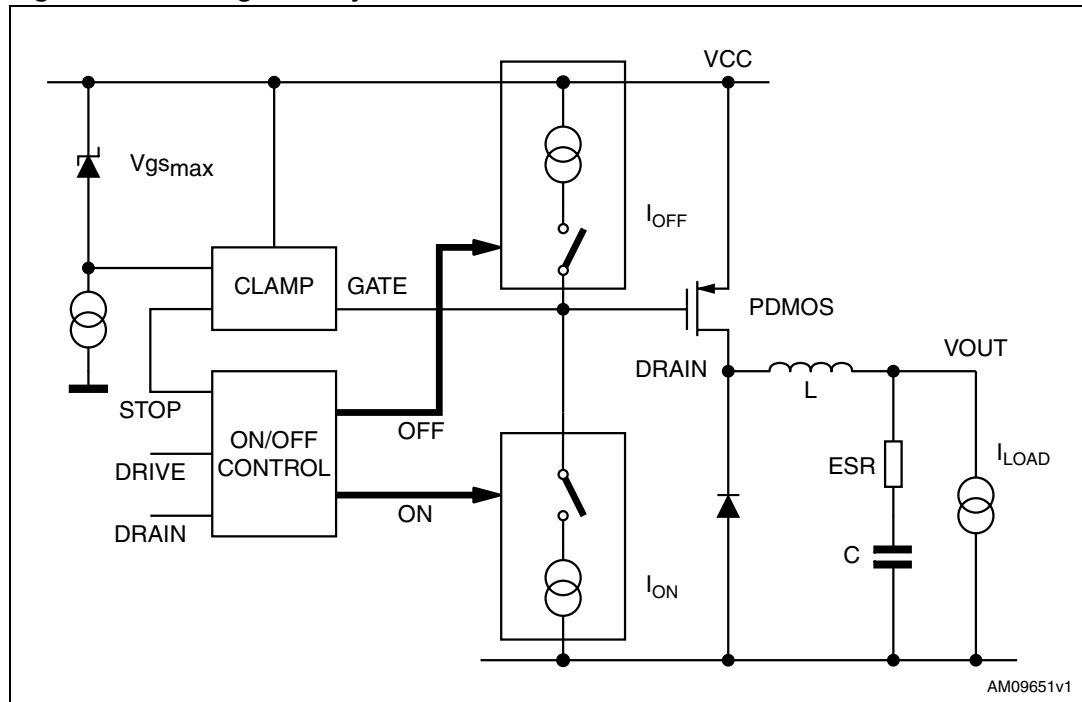 VCC
Vgsmax
IOFF
CLAMP
GATE
PDMOS
DRAIN
VOUT
L
STOP
OFF
ON/OFF
CONTROL
DRIVE
ESR
ILOAD
ON
DRAIN
C
ION
AM09651v1